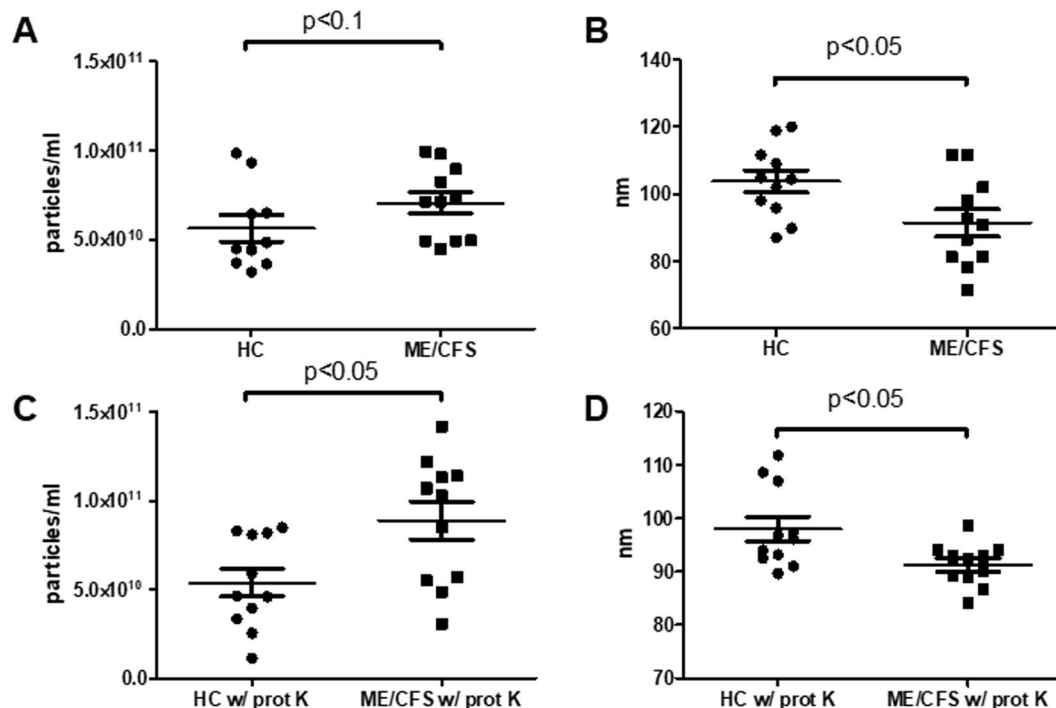 A
p<0.1
1.5x10¹¹
1.0x10¹¹
5.0x10¹⁰
0.0
particles/ml
HC ME/CFS
B
p<0.05
140
120
100
80
60
nm
HC ME/CFS
C
p<0.05
1.5x10¹¹
1.0x10¹¹
5.0x10¹⁰
0.0
particles/ml
HC w/ prot K ME/CFS w/ prot K
D
p<0.05
120
110
100
90
80
70
nm
HC w/ prot K ME/CFS w/ prot K